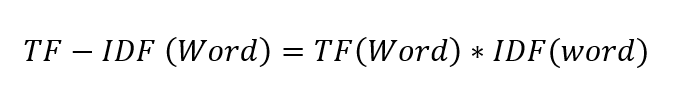 TF − IDF (Word) = TF(Word) ∗ IDF(word)